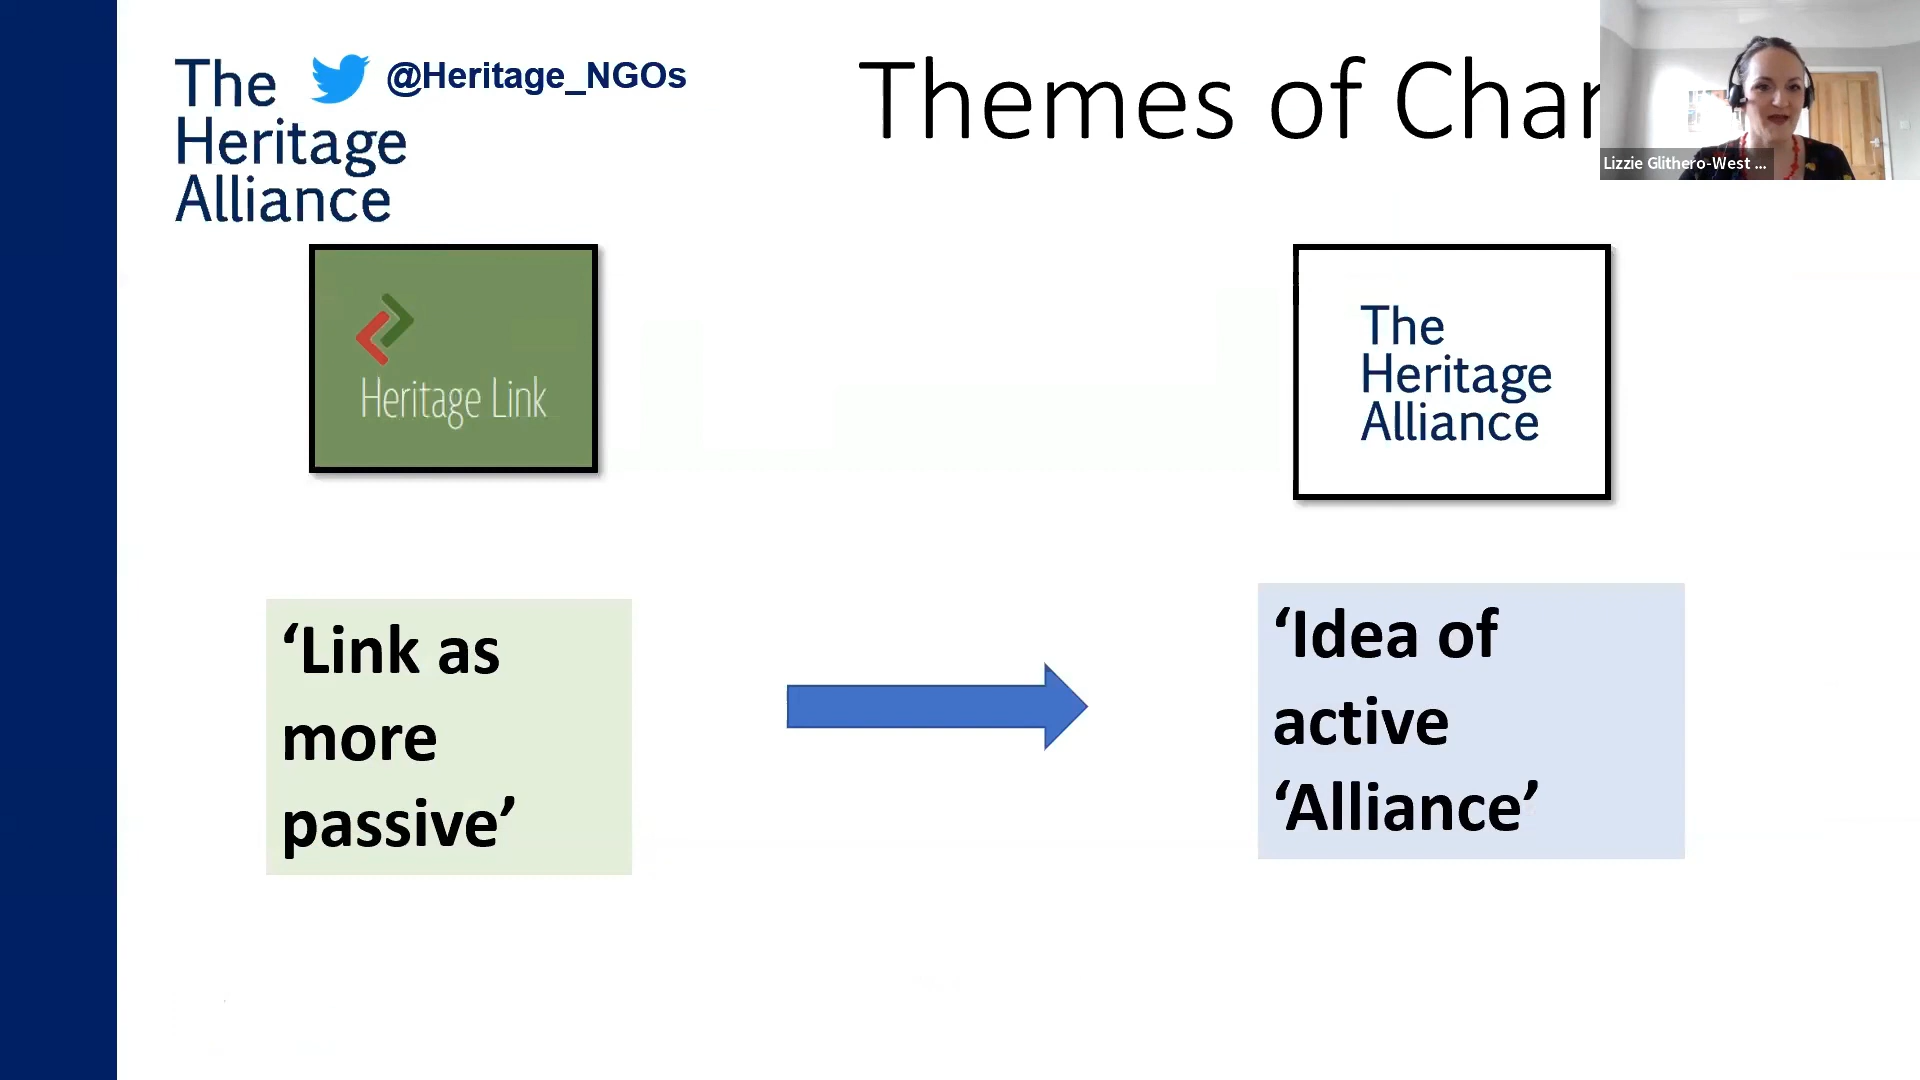 The
Heritage
Alliance
@Heritage_NGOs
Themes of Char
Lizzie Glithero-West ...
Heritage Link
The
Heritage
Alliance
‘Link as
more
passive’
‘Idea of
active
‘Alliance’